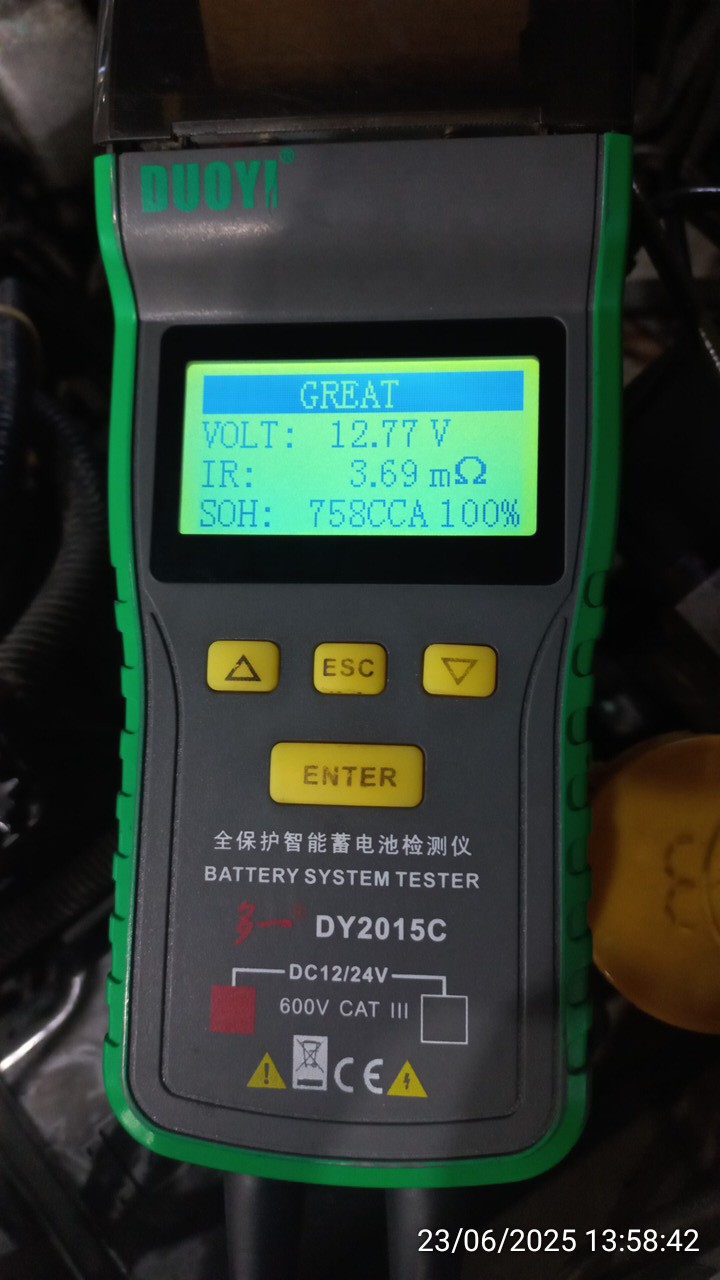 DUOYI®
GREAT
VOLT: 12.77 V
IR: 3.69 mΩ
SOH: 758CCA 100%
ESC
ENTER
全保护智能蓄电池检测仪
BATTERY SYSTEM TESTER
多一® DY2015C
DC12/24V
600V CAT III
CE
23/06/2025 13:58:42